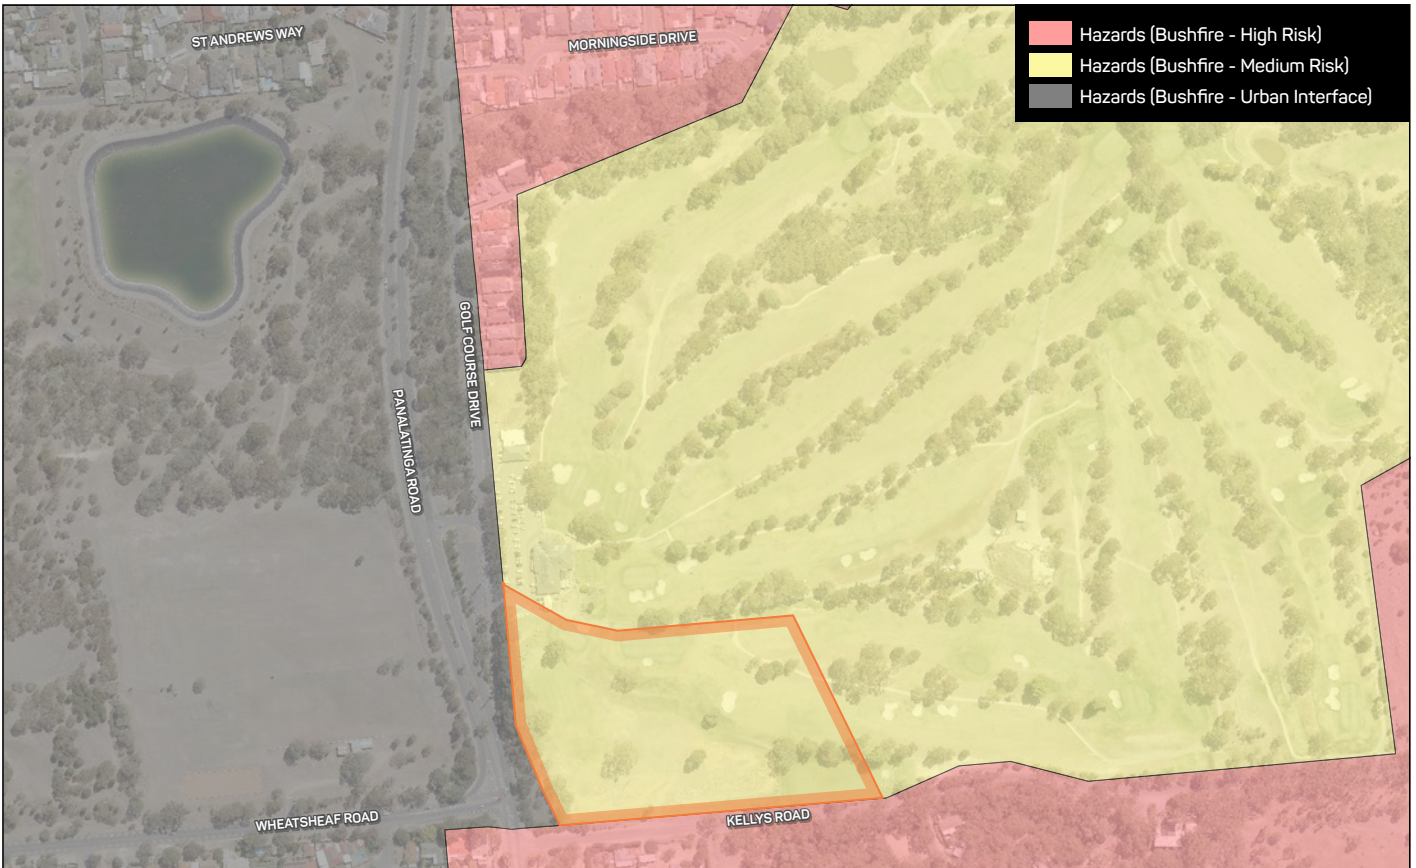 ST ANDREWS WAY
MORNINGSIDE DRIVE
Hazards (Bushfire - High Risk)
Hazards (Bushfire - Medium Risk)
Hazards (Bushfire - Urban Interface)
GOLF COURSE DRIVE
PANALATINGA ROAD
WHEATSHEAF ROAD
KELLYS ROAD